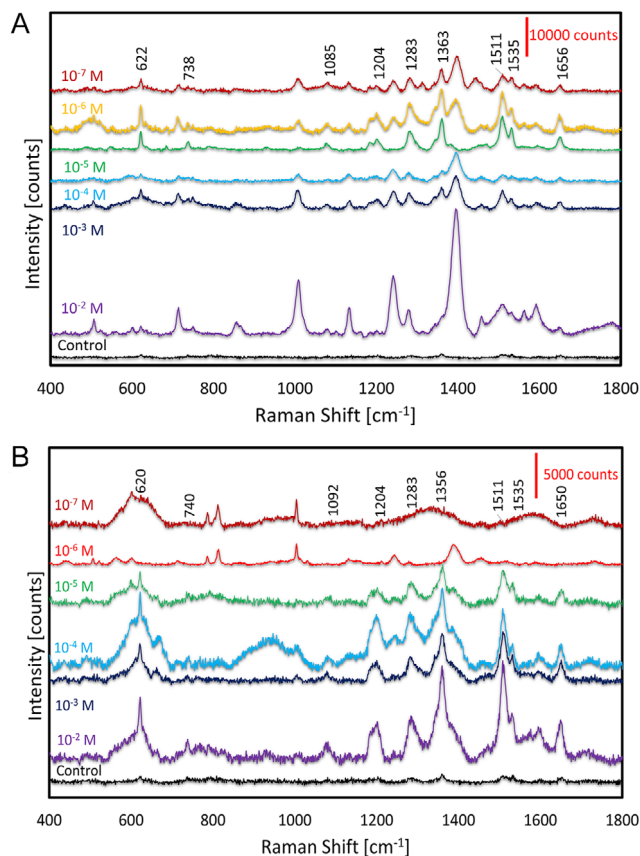 A
10000 counts
622
738
1085
1204
1283
1363
1511
1535
1656
10-7 M
10-6 M
10-5 M
10-4 M
10-3 M
10-2 M
Control
Intensity [counts]
400 600 800 1000 1200 1400 1600 1800
Raman Shift [cm-1]
B
5000 counts
620
740
1092
1204
1283
1356
1511
1535
1650
10-7 M
10-6 M
10-5 M
10-4 M
10-3 M
10-2 M
Control
Intensity [counts]
400 600 800 1000 1200 1400 1600 1800
Raman Shift [cm-1]